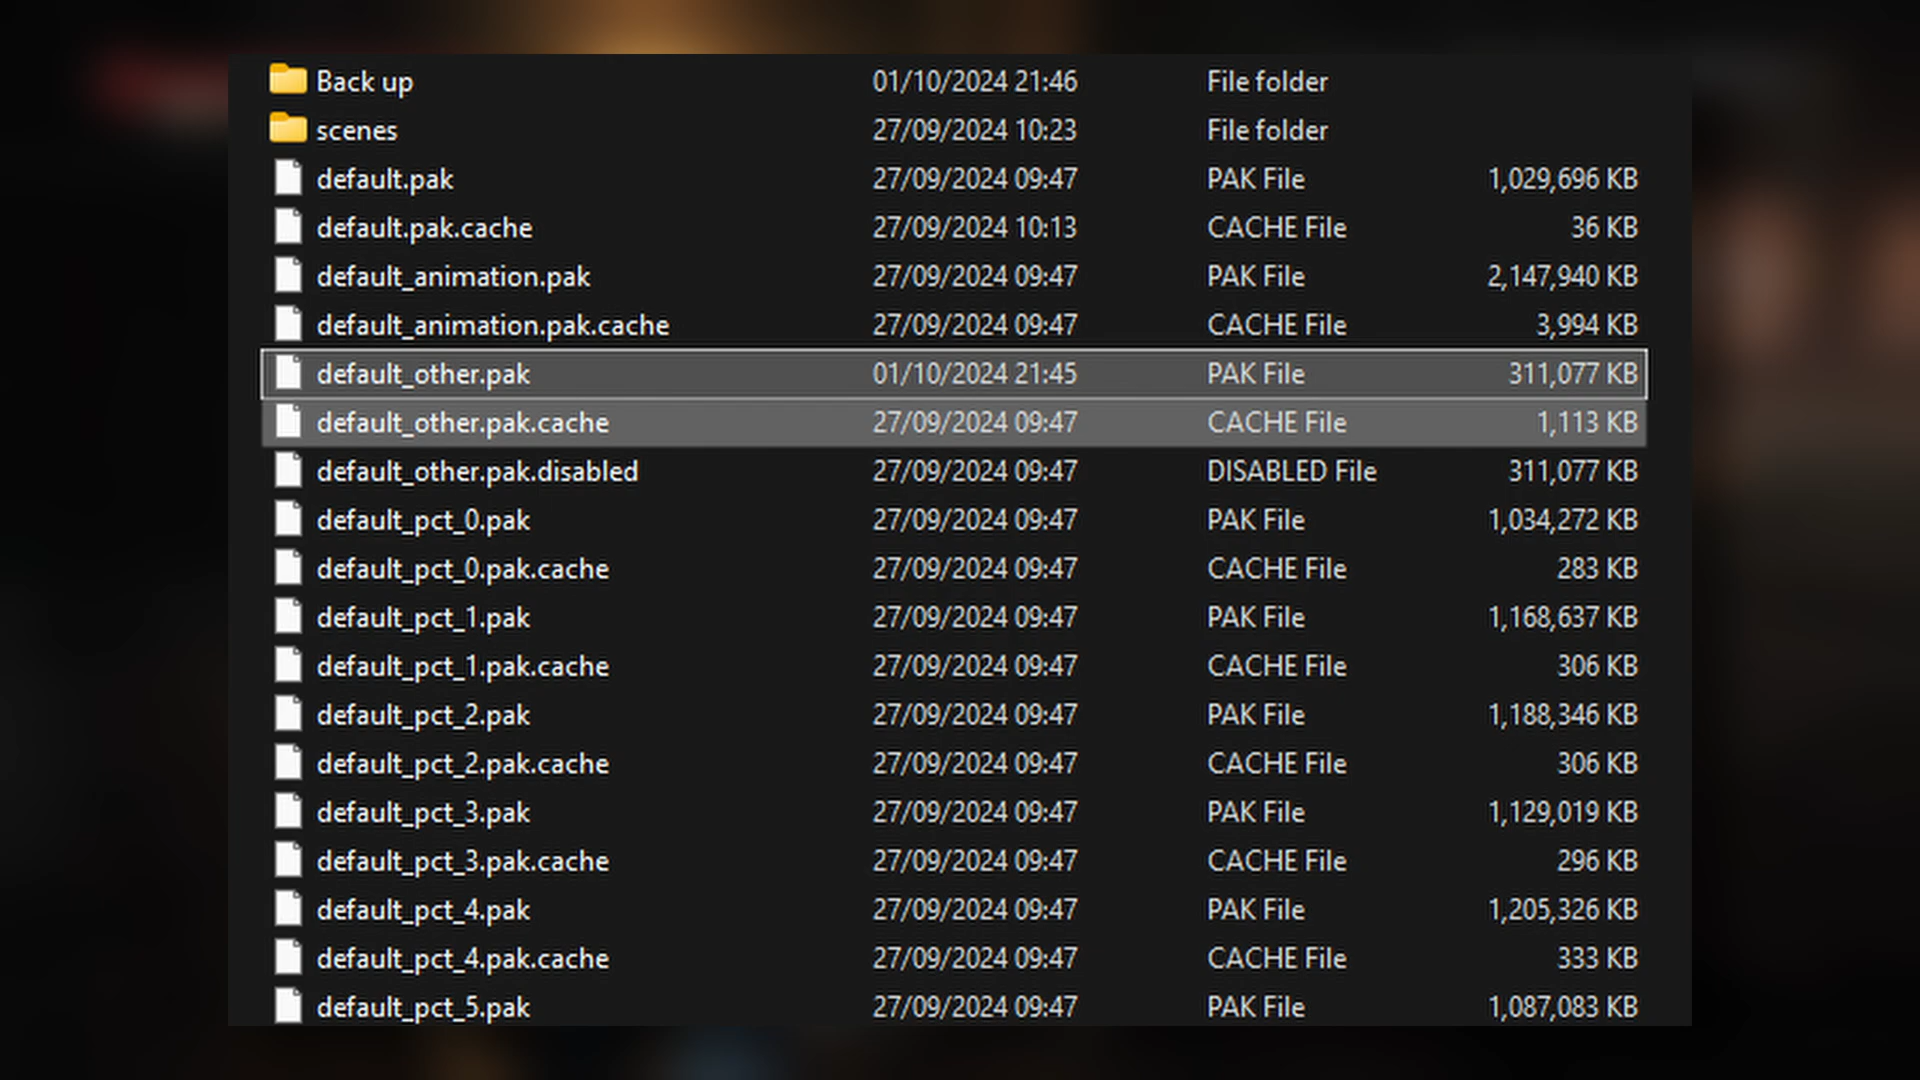 Back up 01/10/2024 21:46 File folder
scenes 27/09/2024 10:23 File folder
default.pak 27/09/2024 09:47 PAK File 1,029,696 KB
default.pak.cache 27/09/2024 10:13 CACHE File 36 KB
default_animation.pak 27/09/2024 09:47 PAK File 2,147,940 KB
default_animation.pak.cache 27/09/2024 09:47 CACHE File 3,994 KB
default_other.pak 01/10/2024 21:45 PAK File 311,077 KB
default_other.pak.cache 27/09/2024 09:47 CACHE File 1,113 KB
default_other.pak.disabled 27/09/2024 09:47 DISABLED File 311,077 KB
default_pct_0.pak 27/09/2024 09:47 PAK File 1,034,272 KB
default_pct_0.pak.cache 27/09/2024 09:47 CACHE File 283 KB
default_pct_1.pak 27/09/2024 09:47 PAK File 1,168,637 KB
default_pct_1.pak.cache 27/09/2024 09:47 CACHE File 306 KB
default_pct_2.pak 27/09/2024 09:47 PAK File 1,188,346 KB
default_pct_2.pak.cache 27/09/2024 09:47 CACHE File 306 KB
default_pct_3.pak 27/09/2024 09:47 PAK File 1,129,019 KB
default_pct_3.pak.cache 27/09/2024 09:47 CACHE File 296 KB
default_pct_4.pak 27/09/2024 09:47 PAK File 1,205,326 KB
default_pct_4.pak.cache 27/09/2024 09:47 CACHE File 333 KB
default_pct_5.pak 27/09/2024 09:47 PAK File 1,087,083 KB